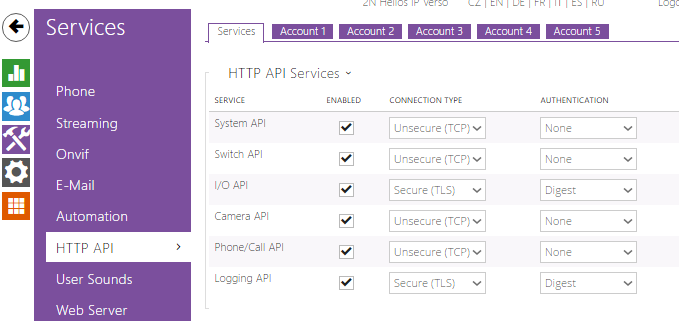 2N Helios IP Verso CZ | EN | DE | FR | IT | ES | RU
Services
Services Account 1 Account 2 Account 3 Account 4 Account 5
HTTP API Services
SERVICE ENABLED CONNECTION TYPE AUTHENTICATION
System API Unsecure (TCP) None
Switch API Unsecure (TCP) None
I/O API Secure (TLS) Digest
Camera API Unsecure (TCP) None
Phone/Call API Unsecure (TCP) None
Logging API Secure (TLS) Digest
Phone
Streaming
Onvif
E-Mail
Automation
HTTP API
User Sounds
Web Server